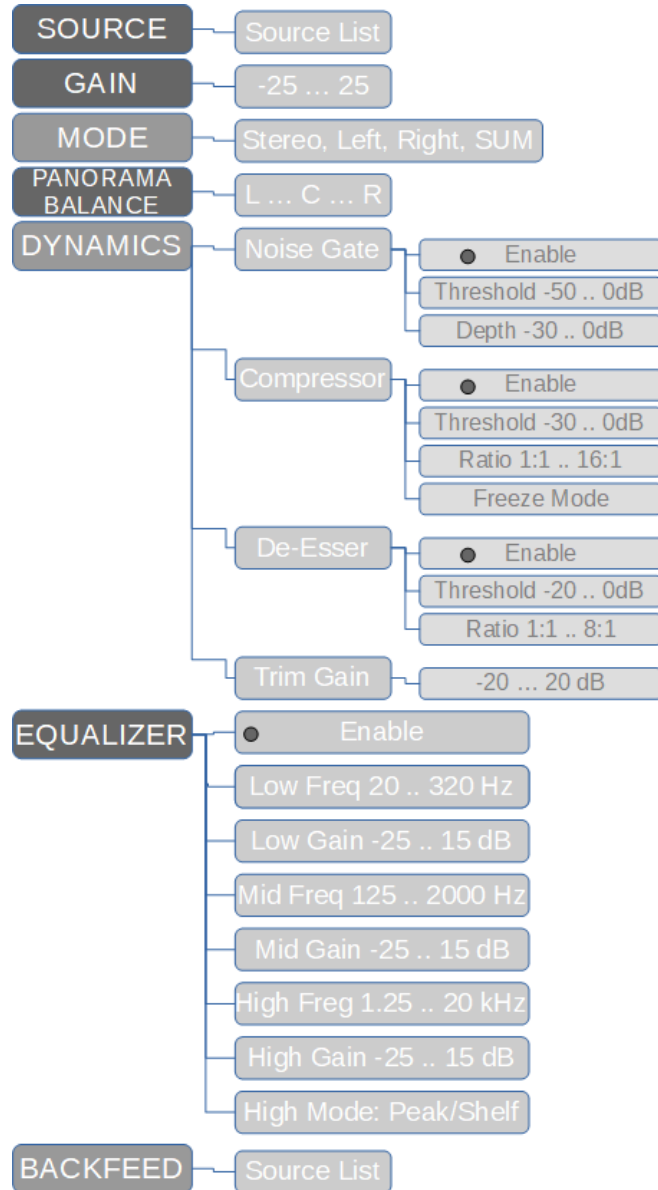 SOURCE
Source List
GAIN
-25 ... 25
MODE
Stereo, Left, Right, SUM
PANORAMA
BALANCE
L ... C ... R
DYNAMICS
Noise Gate
Enable
Threshold -50 .. 0dB
Depth -30 .. 0dB
Compressor
Enable
Threshold -30 .. 0dB
Ratio 1:1 .. 16:1
Freeze Mode
De-Esser
Enable
Threshold -20 .. 0dB
Ratio 1:1 .. 8:1
Trim Gain
-20 ... 20 dB
EQUALIZER
Enable
Low Freq 20 .. 320 Hz
Low Gain -25 .. 15 dB
Mid Freq 125 .. 2000 Hz
Mid Gain -25 .. 15 dB
High Freq 1.25 .. 20 kHz
High Gain -25 .. 15 dB
High Mode: Peak/Shelf
BACKFEED
Source List